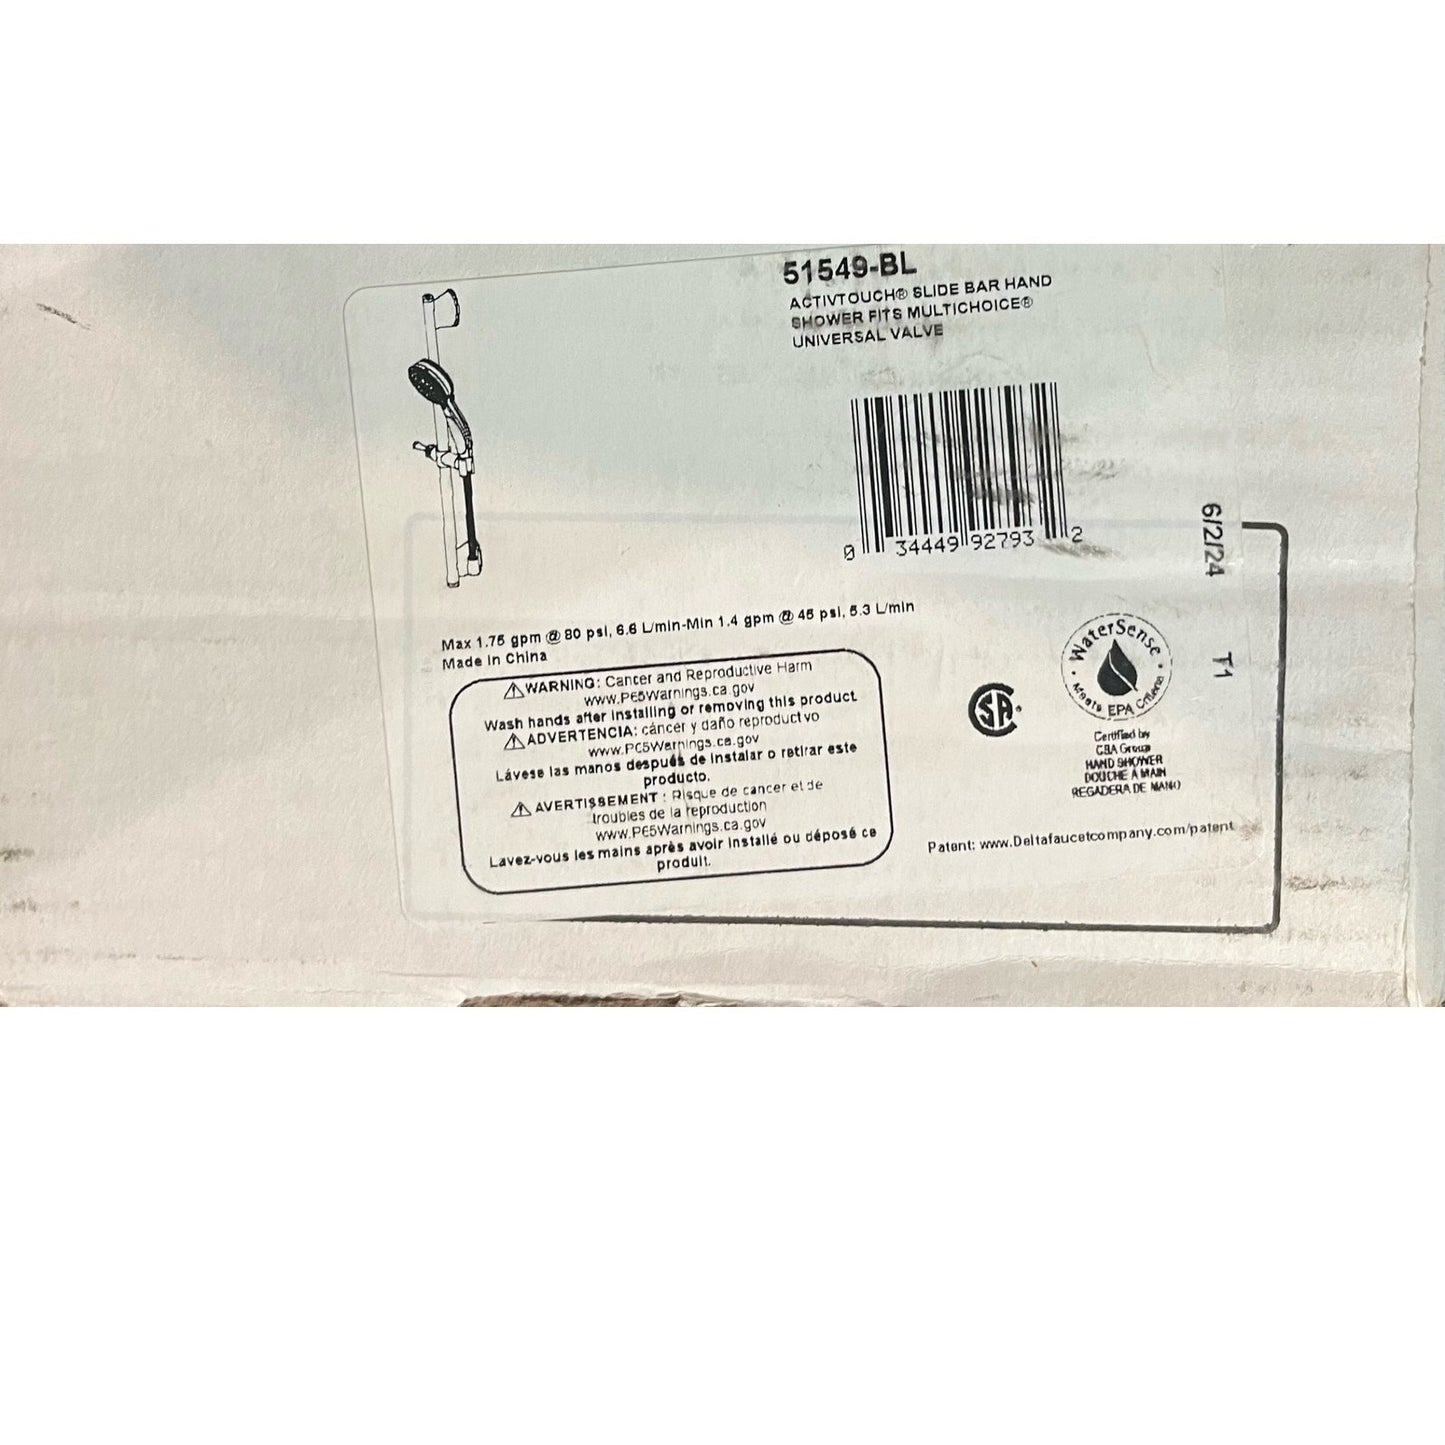 51549-BL
ACTIVTOUCH® SLIDE BAR HAND
SHOWER FITS MULTICHOICE®
UNIVERSAL VALVE
0 34449 92793 2
6/2/24
T1
Max 1.75 gpm @ 80 psi, 6.6 L/min-Min 1.4 gpm @ 45 psi, 5.3 L/min
Made in China
⚠WARNING: Cancer and Reproductive Harm
www.P65Warnings.ca.gov
Wash hands after installing or removing this product.
⚠ADVERTENCIA: cáncer y daño reproductivo
www.P65Warnings.ca.gov
Lávese las manos después de instalar o retirar este
producto.
⚠AVERTISSEMENT : Risque de cancer et de
troubles de la reproduction
www.P65Warnings.ca.gov
Lavez-vous les mains après avoir installé ou déposé ce
produit.
SA®
WaterSense
Meets EPA Criteria
Certified by
CSA Group
HAND SHOWER
DOUCHE À MAIN
REGADERA DE MANO
Patent: www.Deltafaucetcompany.com/patent